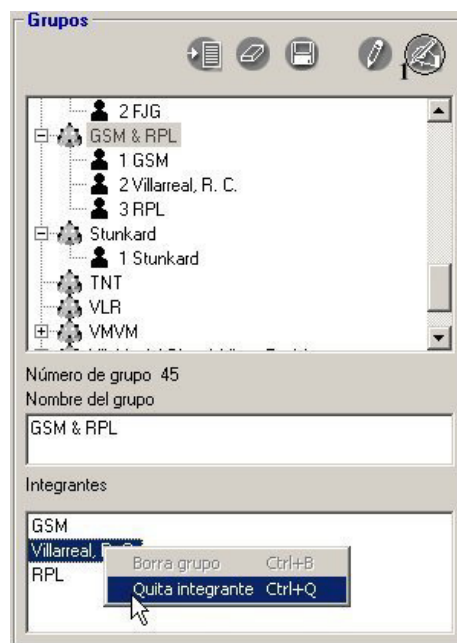 Grupos
1
2 FJG
GSM & RPL
1 GSM
2 Villarreal, R. C.
3 RPL
Stunkard
1 Stunkard
TNT
VLR
VMVM
Número de grupo 45
Nombre del grupo
GSM & RPL
Integrantes
GSM
Villarreal,
RPL
Borra grupo Ctrl+B
Quita integrante Ctrl+Q